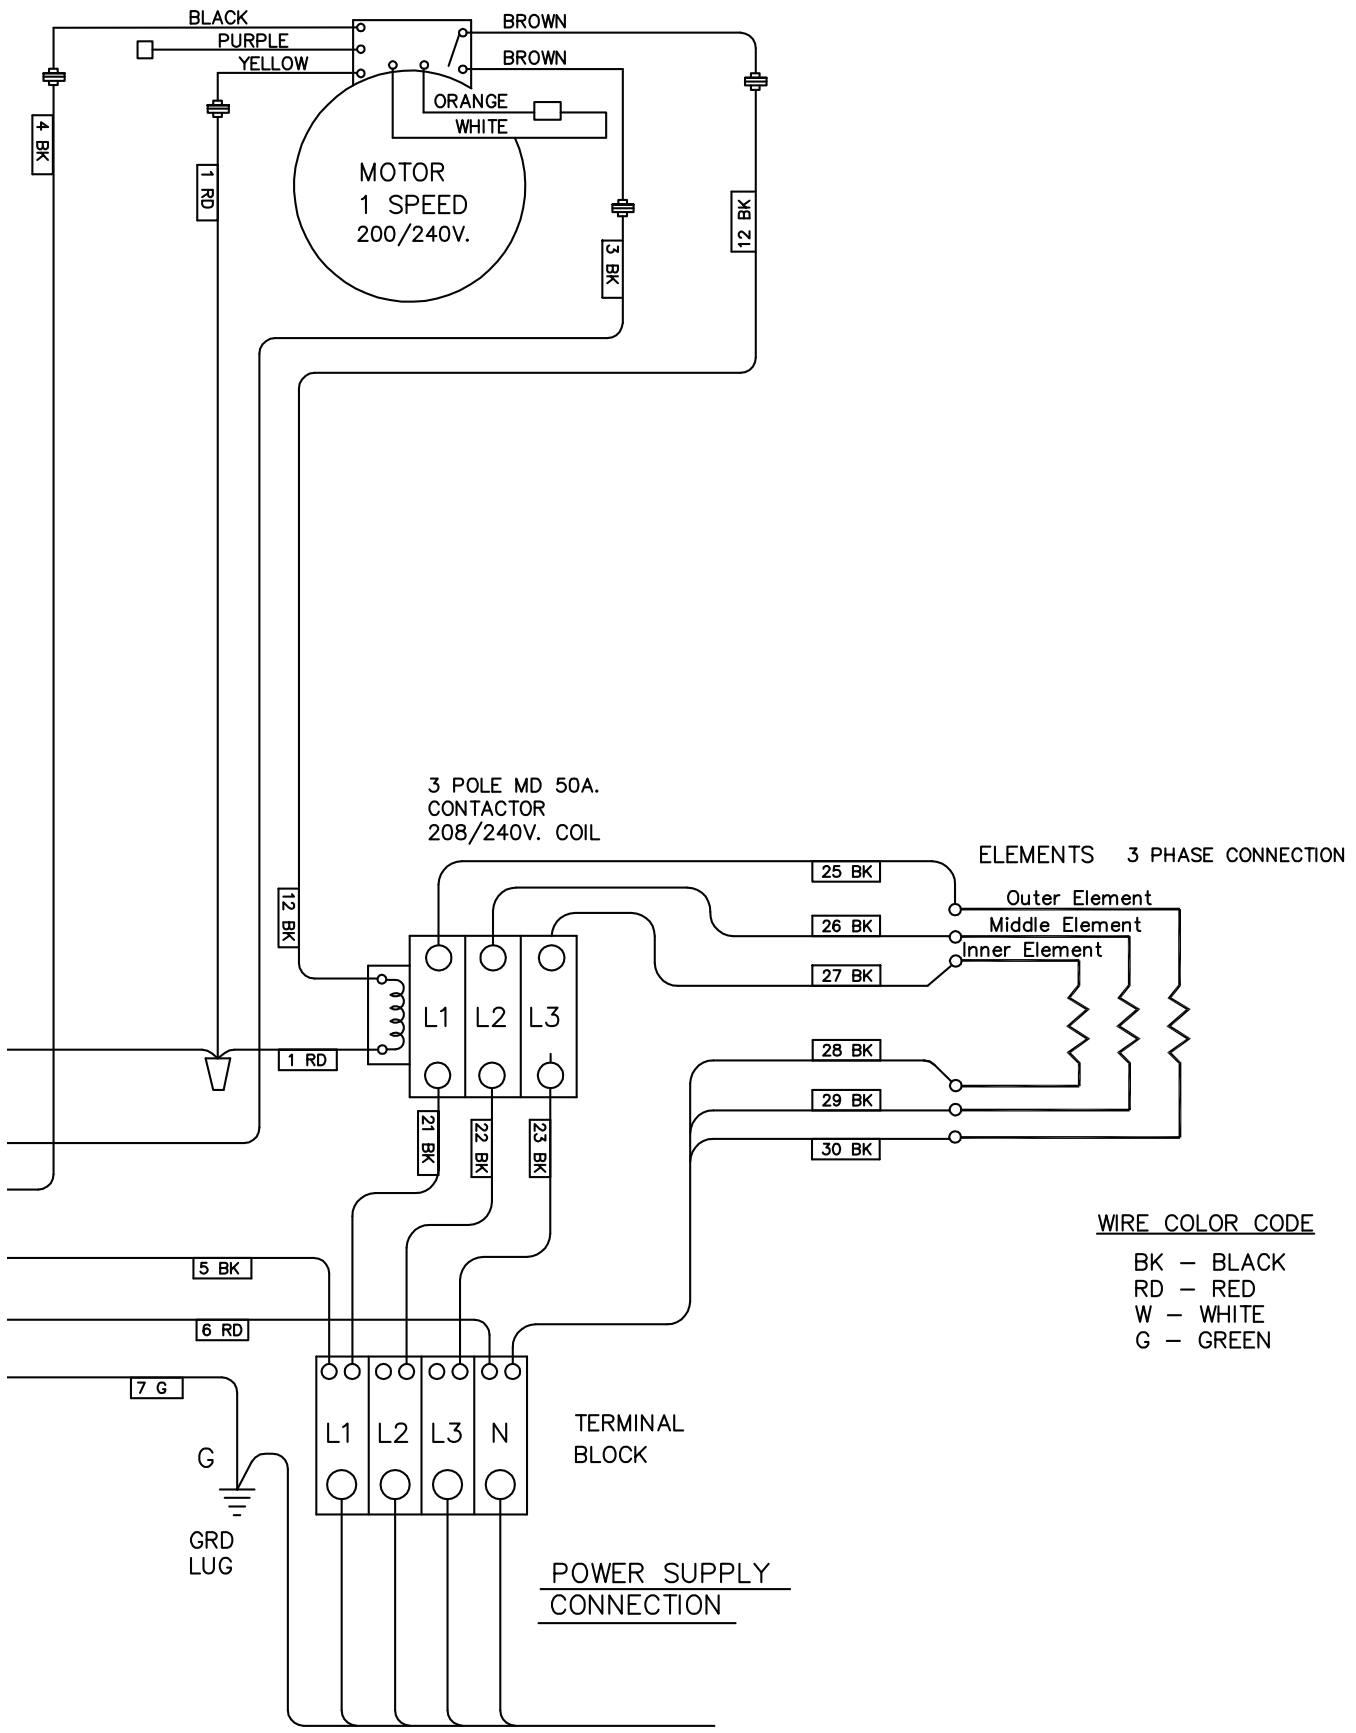 BLACK
PURPLE
YELLOW
BROWN
BROWN
ORANGE
WHITE
4 BK
1 RD
MOTOR
1 SPEED
200/240V.
3 BK
12 BK
3 POLE MD 50A.
CONTACTOR
208/240V. COIL
ELEMENTS 3 PHASE CONNECTION
25 BK
Outer Element
26 BK
Middle Element
Inner Element
27 BK
12 BK
L1 L2 L3
1 RD
28 BK
29 BK
30 BK
21 BK
22 BK
23 BK
WIRE COLOR CODE
BK – BLACK
RD – RED
W – WHITE
G – GREEN
5 BK
6 RD
7 G
L1 L2 L3 N
TERMINAL
BLOCK
G
GRD
LUG
POWER SUPPLY
CONNECTION